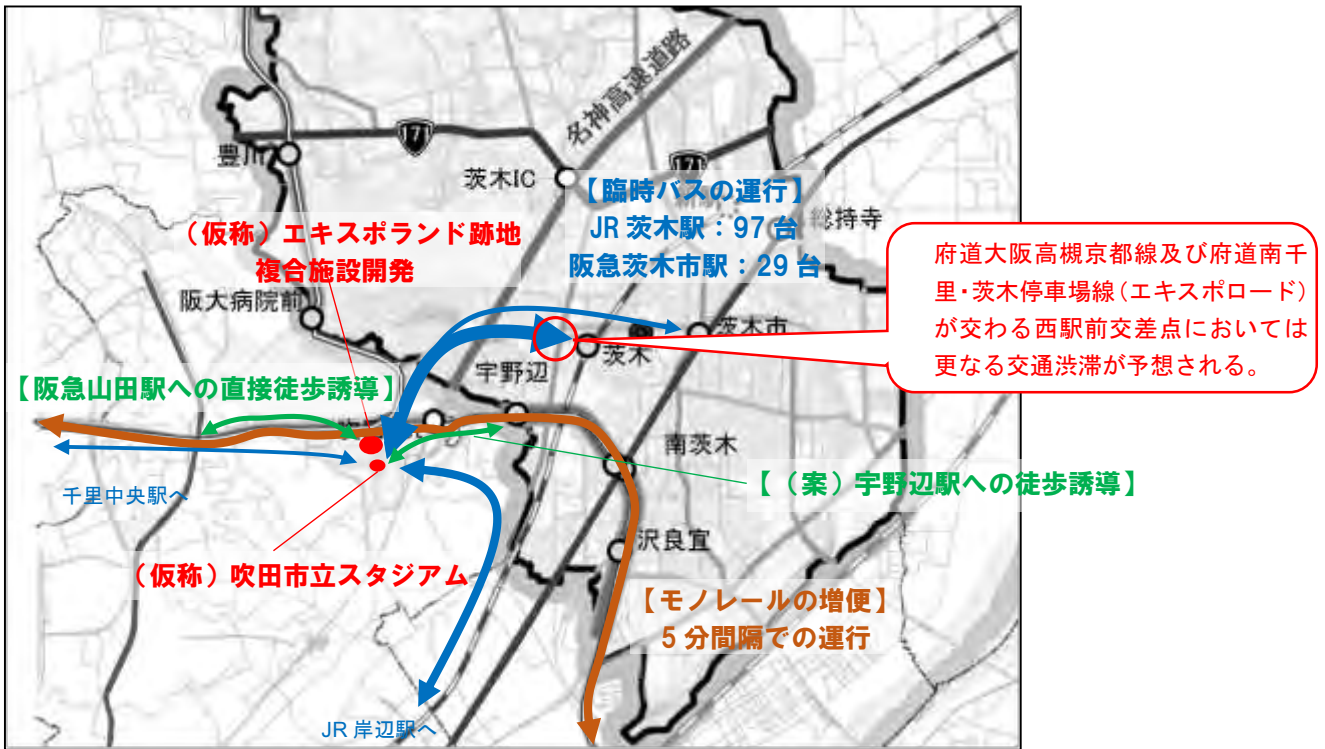 名神高速道路
171
豊川
茨木IC
171
【臨時バスの運行】
JR 茨木駅：97 台
阪急茨木市駅：29 台
総持寺
（仮称）エキスポランド跡地
複合施設開発
府道大阪高槻京都線及び府道南千
里・茨木停車場線（エキスポロード）
が交わる西駅前交差点においては
更なる交通渋滞が予想される。
阪大病院前
茨木市
茨木
宇野辺
【阪急山田駅への直接徒歩誘導】
南茨木
千里中央駅へ
【（案）宇野辺駅への徒歩誘導】
沢良宜
（仮称）吹田市立スタジアム
【モノレールの増便】
5 分間隔での運行
JR 岸辺駅へ